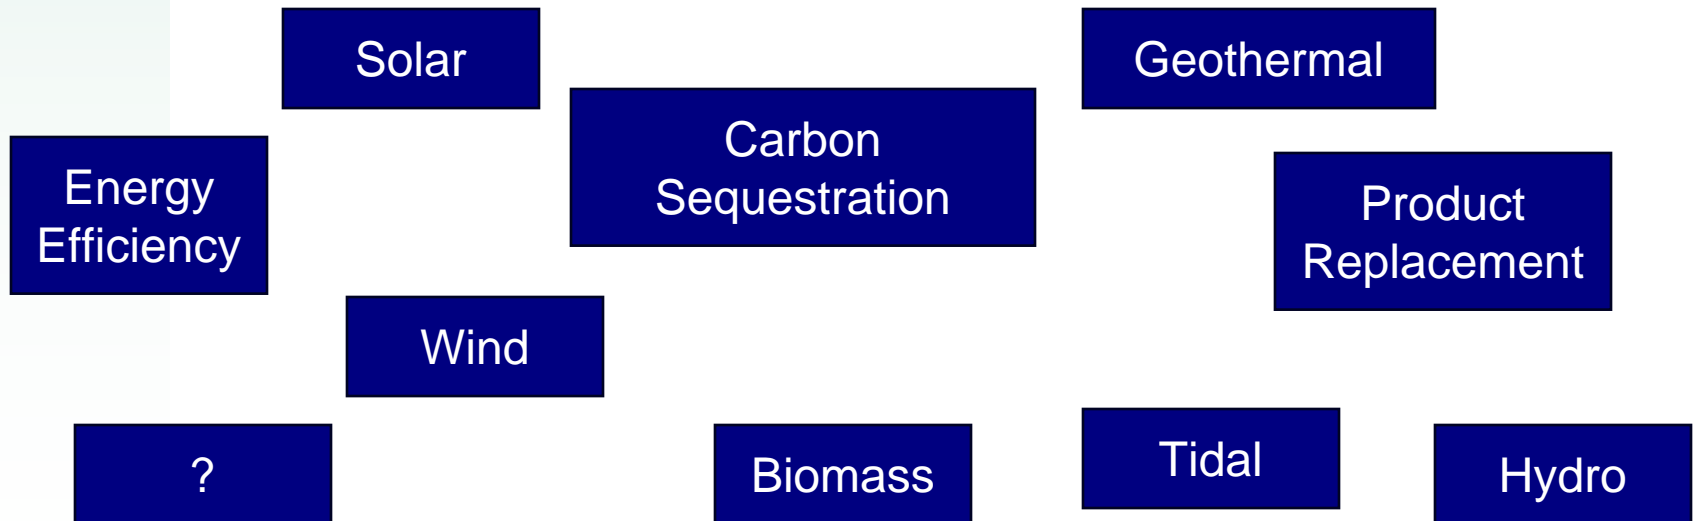 Solar
Geothermal
Carbon
Sequestration
Energy
Efficiency
Product
Replacement
Wind
?
Biomass
Tidal
Hydro